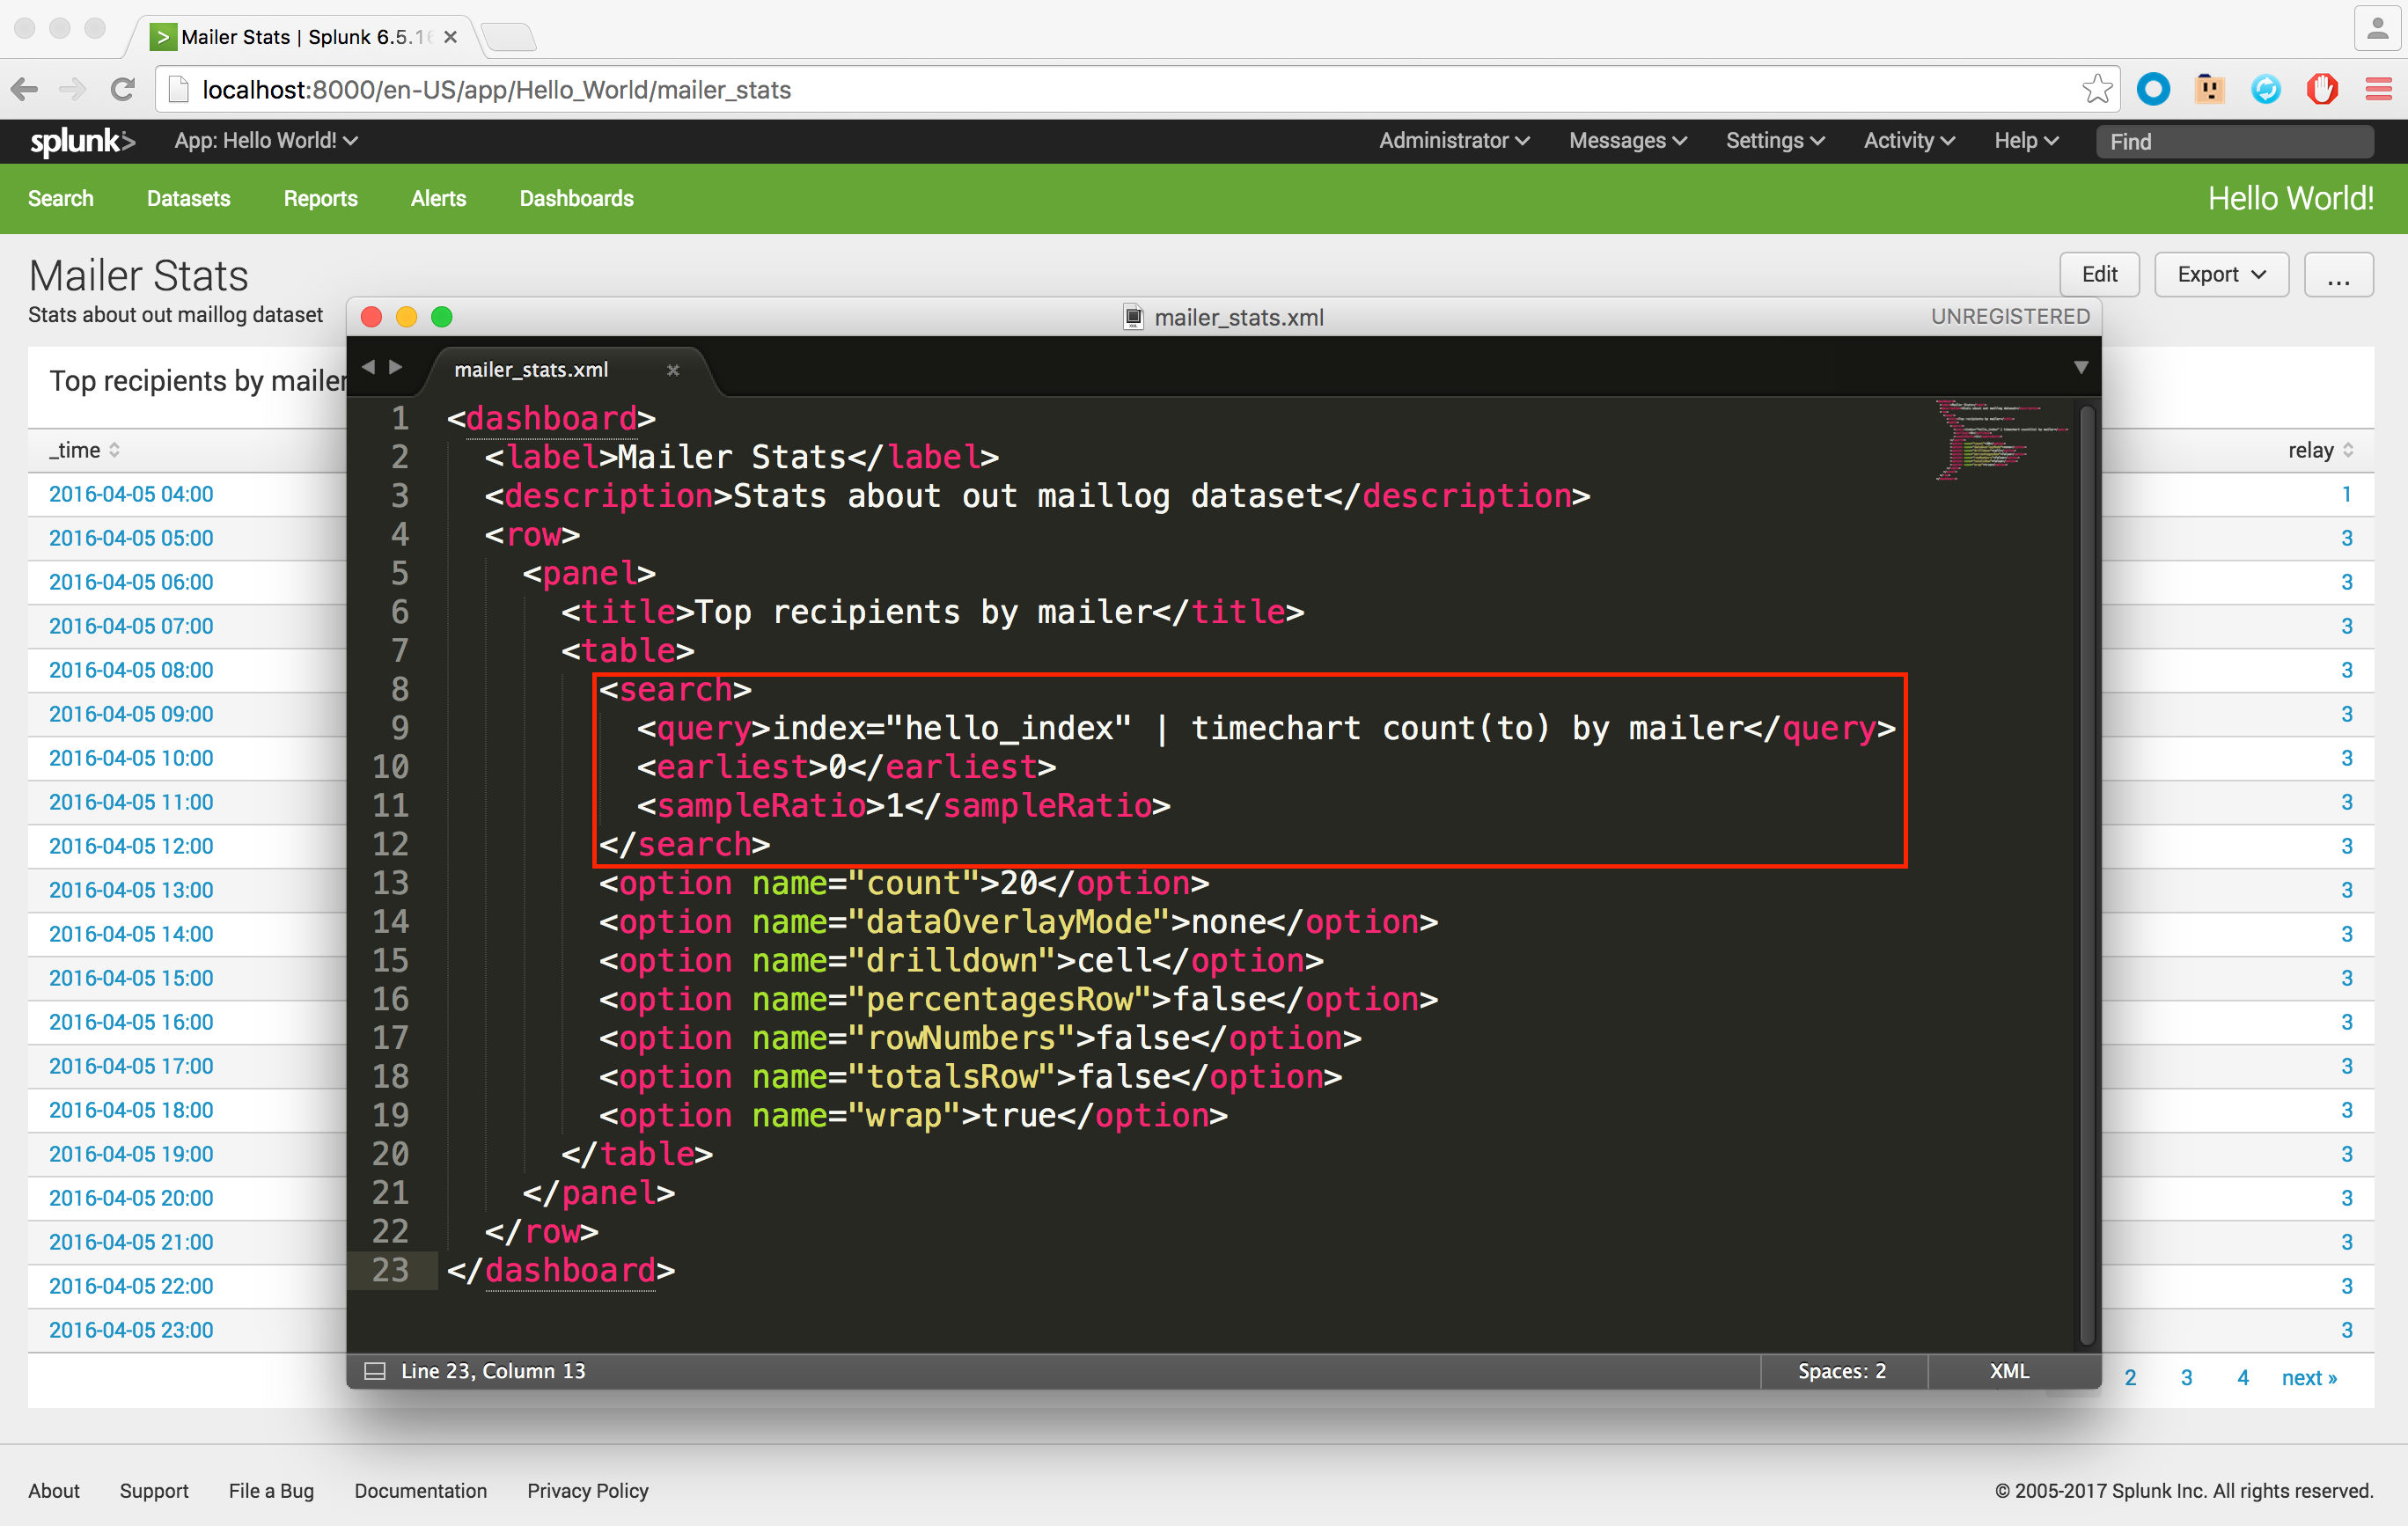 Mailer Stats | Splunk 6.5.16
localhost:8000/en-US/app/Hello_World/mailer_stats
splunk> App: Hello World! Administrator Messages Settings Activity Help Find
Search Datasets Reports Alerts Dashboards Hello World!
Mailer Stats
Edit Export ...
Stats about out maillog dataset
Top recipients by mailer
_time relay
2016-04-05 04:00 1
2016-04-05 05:00 3
2016-04-05 06:00 3
2016-04-05 07:00 3
2016-04-05 08:00 3
2016-04-05 09:00 3
2016-04-05 10:00 3
2016-04-05 11:00 3
2016-04-05 12:00 3
2016-04-05 13:00 3
2016-04-05 14:00 3
2016-04-05 15:00 3
2016-04-05 16:00 3
2016-04-05 17:00 3
2016-04-05 18:00 3
2016-04-05 19:00 3
2016-04-05 20:00 3
2016-04-05 21:00 3
2016-04-05 22:00 3
2016-04-05 23:00 3
2 3 4 next »
mailer_stats.xml UNREGISTERED
mailer_stats.xml
1 <dashboard>
2 <label>Mailer Stats</label>
3 <description>Stats about out maillog dataset</description>
4 <row>
5 <panel>
6 <title>Top recipients by mailer</title>
7 <table>
8 <search>
9 <query>index="hello_index" | timechart count(to) by mailer</query>
10 <earliest>0</earliest>
11 <sampleRatio>1</sampleRatio>
12 </search>
13 <option name="count">20</option>
14 <option name="dataOverlayMode">none</option>
15 <option name="drilldown">cell</option>
16 <option name="percentagesRow">false</option>
17 <option name="rowNumbers">false</option>
18 <option name="totalsRow">false</option>
19 <option name="wrap">true</option>
20 </table>
21 </panel>
22 </row>
23 </dashboard>
Line 23, Column 13 Spaces: 2 XML
About Support File a Bug Documentation Privacy Policy © 2005-2017 Splunk Inc. All rights reserved.